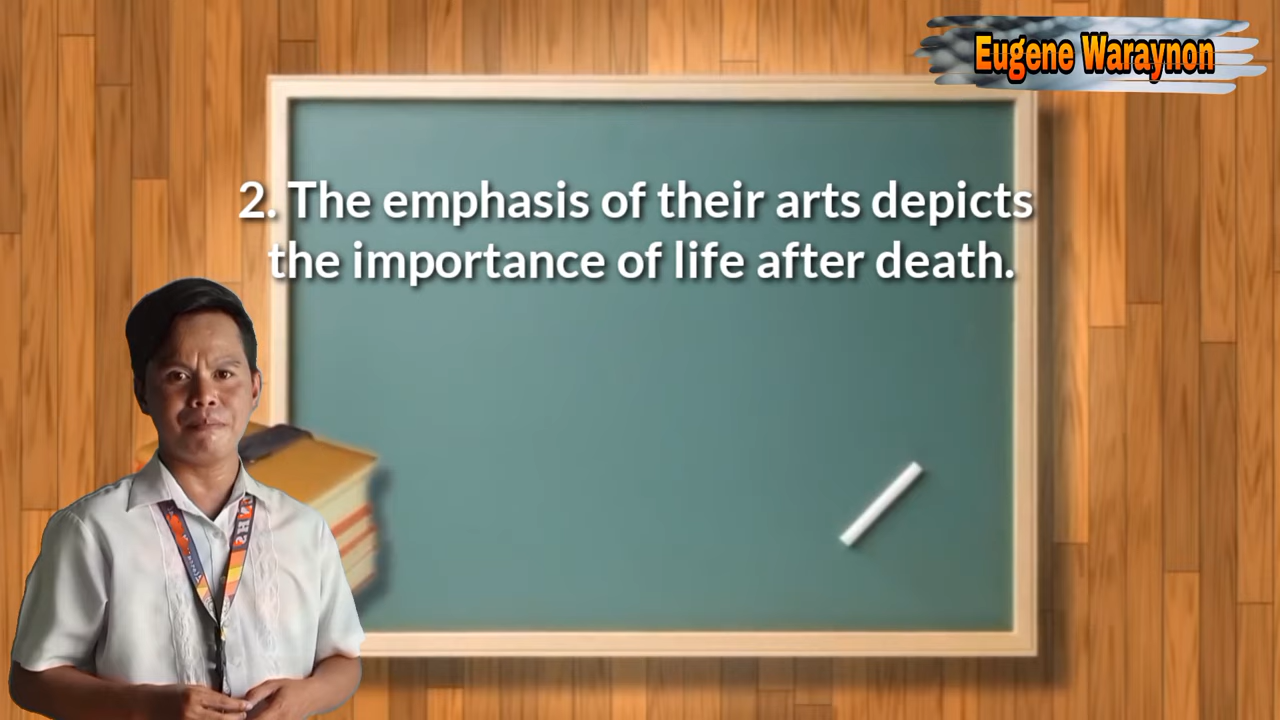 Eugene Waraynon
2. The emphasis of their arts depicts
the importance of life after death.